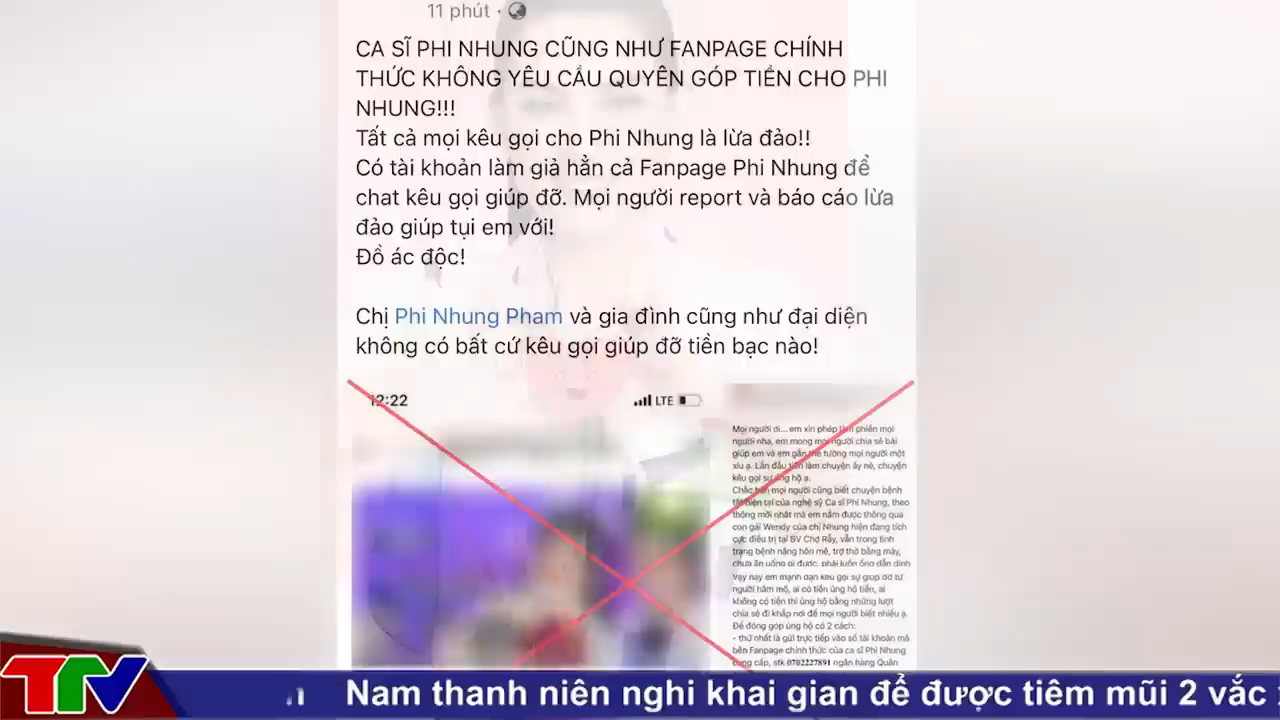 11 phút ·
CA SĨ PHI NHUNG CŨNG NHƯ FANPAGE CHÍNH
THỨC KHÔNG YÊU CẦU QUYÊN GÓP TIỀN CHO PHI
NHUNG!!!
Tất cả mọi kêu gọi cho Phi Nhung là lừa đảo!!
Có tài khoản làm giả hẳn cả Fanpage Phi Nhung để
chat kêu gọi giúp đỡ. Mọi người report và báo cáo lừa
đảo giúp tụi em với!
Đồ ác độc!
Chị Phi Nhung Pham và gia đình cũng như đại diện
không có bất cứ kêu gọi giúp đỡ tiền bạc nào!
12:22
LTE
Mọi người ơi... em xin phép làm phiền mọi
người nha, em mong mọi người chia sẻ bài
giúp em và em gắn thẻ tường mọi người một
xíu ạ. Lần đầu tiên làm chuyện ấy nè, chuyện
kêu gọi sự ủng hộ ạ.
Chắc hẳn mọi người cũng biết chuyện bệnh
tật hiện tại của nghệ sỹ Ca sĩ Phi Nhung, theo
thông mới nhất mà em nắm được thông qua
con gái Wendy của chị Nhung hiện đang tích
cực điều trị tại BV Chợ Rẫy, vẫn trong tình
trạng bệnh nặng hôn mê, trợ thở bằng máy,
chưa ăn uống gì được, phải luồn ống dẫn dinh
Vậy nay em mạnh dạn kêu gọi sự giúp đỡ từ
người hâm mộ, ai có tiền ủng hộ tiền, ai
không có tiền thì ủng hộ bằng những lượt
chia sẻ đi khắp nơi để mọi người biết nhiều ạ.
Để đóng góp ủng hộ có 2 cách:
- thứ nhất là gửi trực tiếp vào số tài khoản mà
bên Fanpage chính thức của ca sĩ Phi Nhung
cung cấp, stk 0702227891 ngân hàng Quân
TTV
Nam thanh niên nghi khai gian để được tiêm mũi 2 vắc